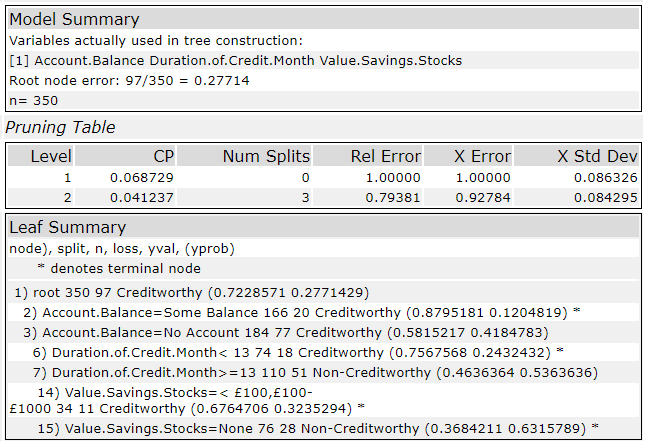 Model Summary
Variables actually used in tree construction:
[1] Account.Balance Duration.of.Credit.Month Value.Savings.Stocks
Root node error: 97/350 = 0.27714
n= 350
Pruning Table
Level CP Num Splits Rel Error X Error X Std Dev
1 0.068729 0 1.00000 1.00000 0.086326
2 0.041237 3 0.79381 0.92784 0.084295
Leaf Summary
node), split, n, loss, yval, (yprob)
* denotes terminal node
1) root 350 97 Creditworthy (0.7228571 0.2771429)
2) Account.Balance=Some Balance 166 20 Creditworthy (0.8795181 0.1204819) *
3) Account.Balance=No Account 184 77 Creditworthy (0.5815217 0.4184783)
6) Duration.of.Credit.Month< 13 74 18 Creditworthy (0.7567568 0.2432432) *
7) Duration.of.Credit.Month>=13 110 51 Non-Creditworthy (0.4636364 0.5363636)
14) Value.Savings.Stocks=< £100,£100-
£1000 34 11 Creditworthy (0.6764706 0.3235294) *
15) Value.Savings.Stocks=None 76 28 Non-Creditworthy (0.3684211 0.6315789) *